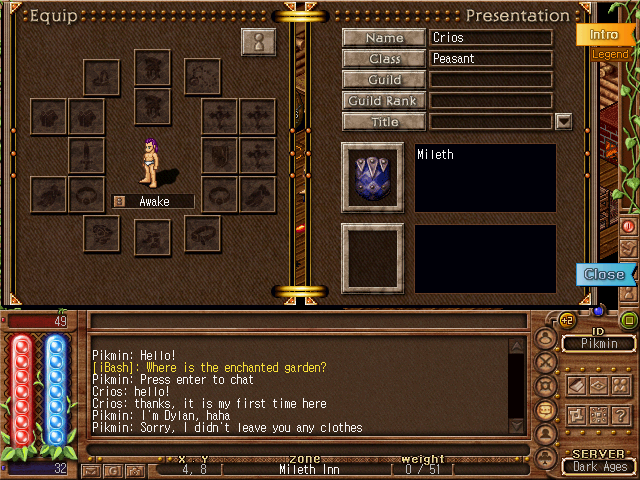 Equip
Presentation
Intro
Legend
Name Crios
Class Peasant
Guild
Guild Rank
Title
Awake
Mileth
Close
49
+2
ID
Pikmin
Pikmin: Hello!
[iBash]: Where is the enchanted garden?
Pikmin: Press enter to chat
Crios: hello!
Crios: thanks, it is my first time here
Pikmin: I'm Dylan, haha
Pikmin: Sorry, I didn't leave you any clothes
?
X, Y ZONE weight
32 G 4, 8 Mileth Inn 0 / 51
SERVER
Dark Ages